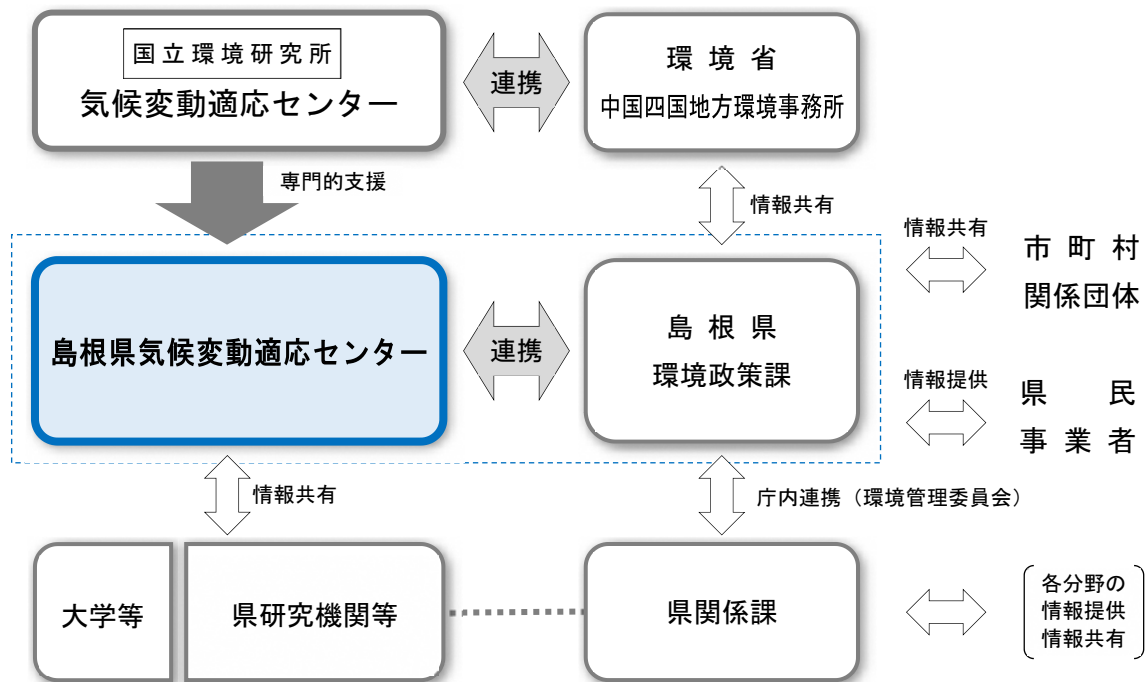 国立環境研究所
気候変動適応センター
連携
環境省
中国四国地方環境事務所
専門的支援
情報共有
島根県気候変動適応センター
連携
島根県
環境政策課
情報共有
市町村
関係団体
情報提供
県民
事業者
情報共有
庁内連携（環境管理委員会）
大学等
県研究機関等
県関係課
各分野の
情報提供
情報共有